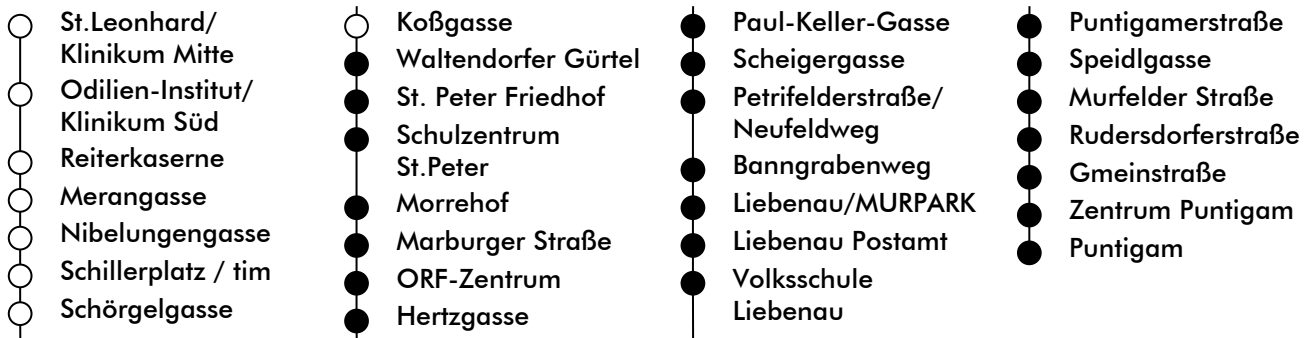 St.Leonhard/
Klinikum Mitte
Odilien-Institut/
Klinikum Süd
Reiterkaserne
Merangasse
Nibelungengasse
Schillerplatz / tim
Schörgelgasse
Koßgasse
Waltendorfer Gürtel
St. Peter Friedhof
Schulzentrum
St.Peter
Morrehof
Marburger Straße
ORF-Zentrum
Hertzgasse
Paul-Keller-Gasse
Scheigergasse
Petrifelderstraße/
Neufeldweg
Banngrabenweg
Liebenau/MURPARK
Liebenau Postamt
Volksschule
Liebenau
Puntigamerstraße
Speidlgasse
Murfelder Straße
Rudersdorferstraße
Gmeinstraße
Zentrum Puntigam
Puntigam